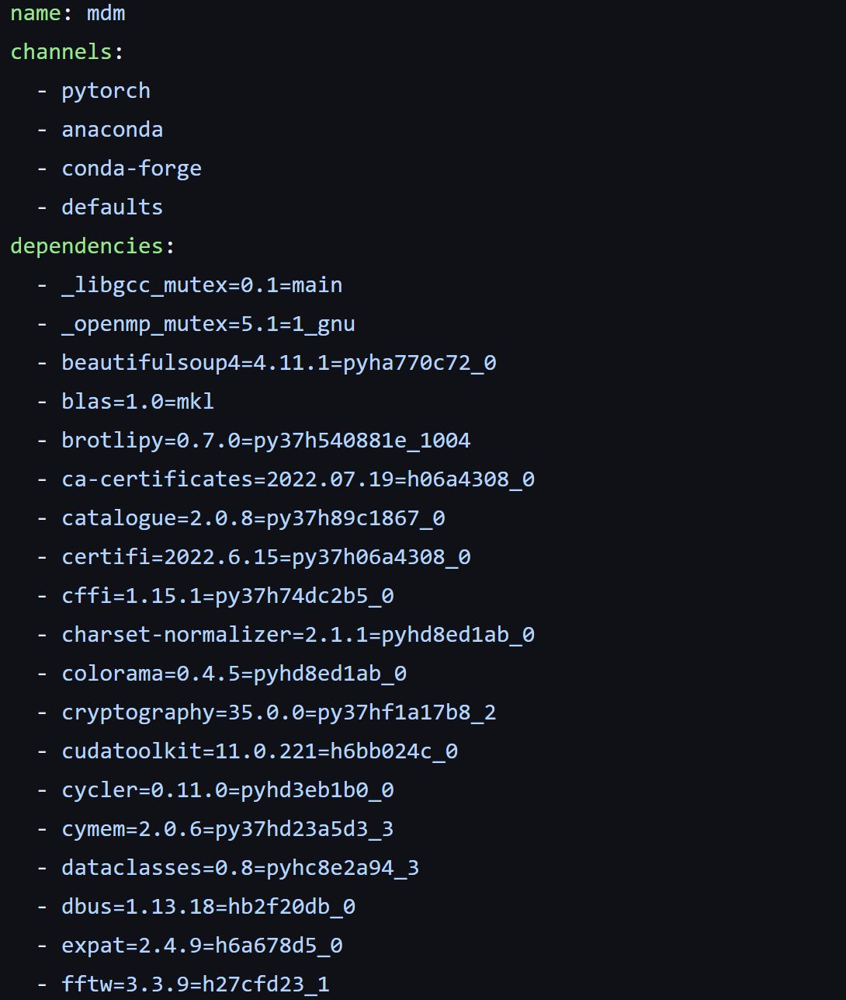 name: mdm
channels:
  - pytorch
  - anaconda
  - conda-forge
  - defaults
dependencies:
  - _libgcc_mutex=0.1=main
  - _openmp_mutex=5.1=1_gnu
  - beautifulsoup4=4.11.1=pyha770c72_0
  - blas=1.0=mkl
  - brotlipy=0.7.0=py37h540881e_1004
  - ca-certificates=2022.07.19=h06a4308_0
  - catalogue=2.0.8=py37h89c1867_0
  - certifi=2022.6.15=py37h06a4308_0
  - cffi=1.15.1=py37h74dc2b5_0
  - charset-normalizer=2.1.1=pyhd8ed1ab_0
  - colorama=0.4.5=pyhd8ed1ab_0
  - cryptography=35.0.0=py37hf1a17b8_2
  - cudatoolkit=11.0.221=h6bb024c_0
  - cycler=0.11.0=pyhd3eb1b0_0
  - cymem=2.0.6=py37hd23a5d3_3
  - dataclasses=0.8=pyhc8e2a94_3
  - dbus=1.13.18=hb2f20db_0
  - expat=2.4.9=h6a678d5_0
  - fftw=3.3.9=h27cfd23_1